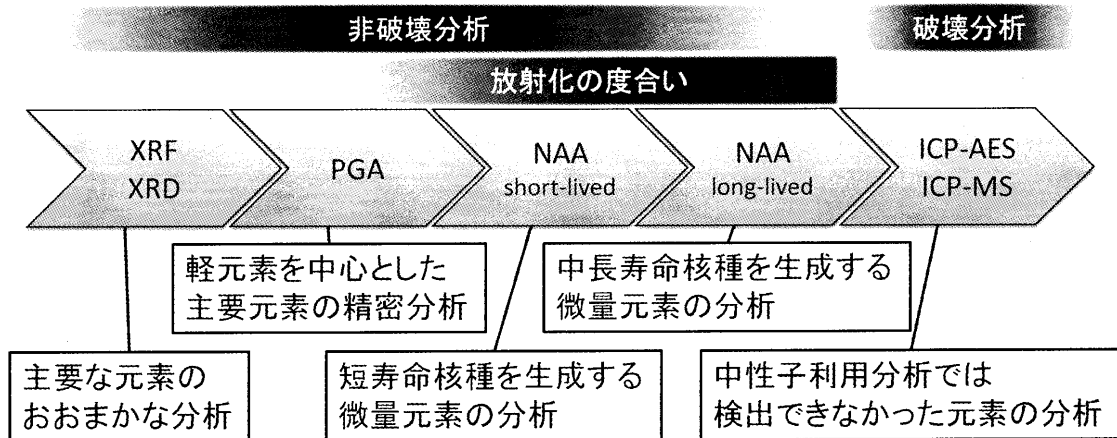 非破壊分析
破壊分析
放射化の度合い
XRF
XRD
PGA
NAA
short-lived
NAA
long-lived
ICP-AES
ICP-MS
軽元素を中心とした
主要元素の精密分析
中長寿命核種を生成する
微量元素の分析
主要な元素の
おおまかな分析
短寿命核種を生成する
微量元素の分析
中性子利用分析では
検出できなかった元素の分析